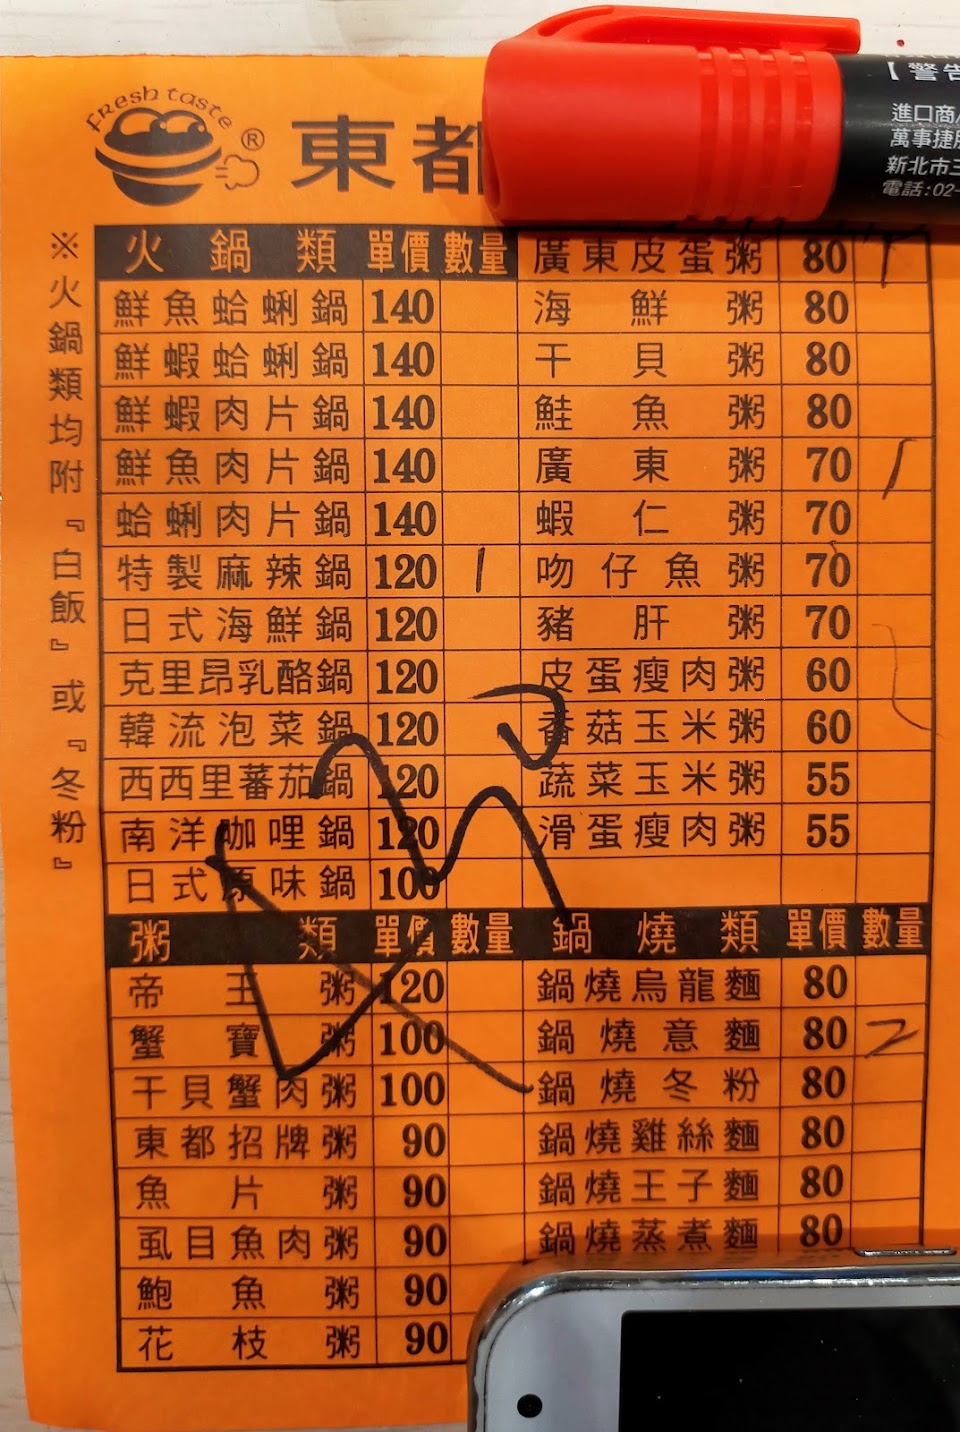 Fresh taste ®
東都
【警告
進口商/
萬事捷
新北市三
電話:02-
※火鍋類均附『白飯』或『冬粉』
火鍋類 單價 數量
鮮魚蛤蜊鍋 140
鮮蝦蛤蜊鍋 140
鮮蝦肉片鍋 140
鮮魚肉片鍋 140
蛤蜊肉片鍋 140
特製麻辣鍋 120 1
日式海鮮鍋 120
克里昂乳酪鍋 120
韓流泡菜鍋 120
西西里蕃茄鍋 120
南洋咖哩鍋 120
日式原味鍋 100
粥類 單價 數量
帝王粥 120
蟹寶粥 100
干貝蟹肉粥 100
東都招牌粥 90
魚片粥 90
虱目魚肉粥 90
鮑魚粥 90
花枝粥 90
廣東皮蛋粥 80
海鮮粥 80
干貝粥 80
鮭魚粥 80
廣東粥 70 1
蝦仁粥 70
吻仔魚粥 70
豬肝粥 70
皮蛋瘦肉粥 60
香菇玉米粥 60
蔬菜玉米粥 55
滑蛋瘦肉粥 55
鍋燒類 單價 數量
鍋燒烏龍麵 80
鍋燒意麵 80 2
鍋燒冬粉 80
鍋燒雞絲麵 80
鍋燒王子麵 80
鍋燒蒸煮麵 80